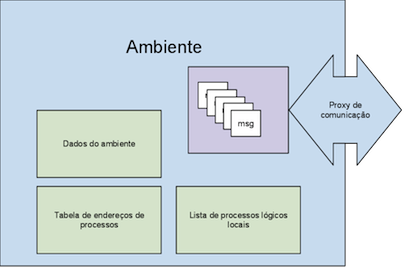 Ambiente
msg
Proxy de
comunicação
Dados do ambiente
Tabela de endereços de
processos
Lista de processos lógicos
locais